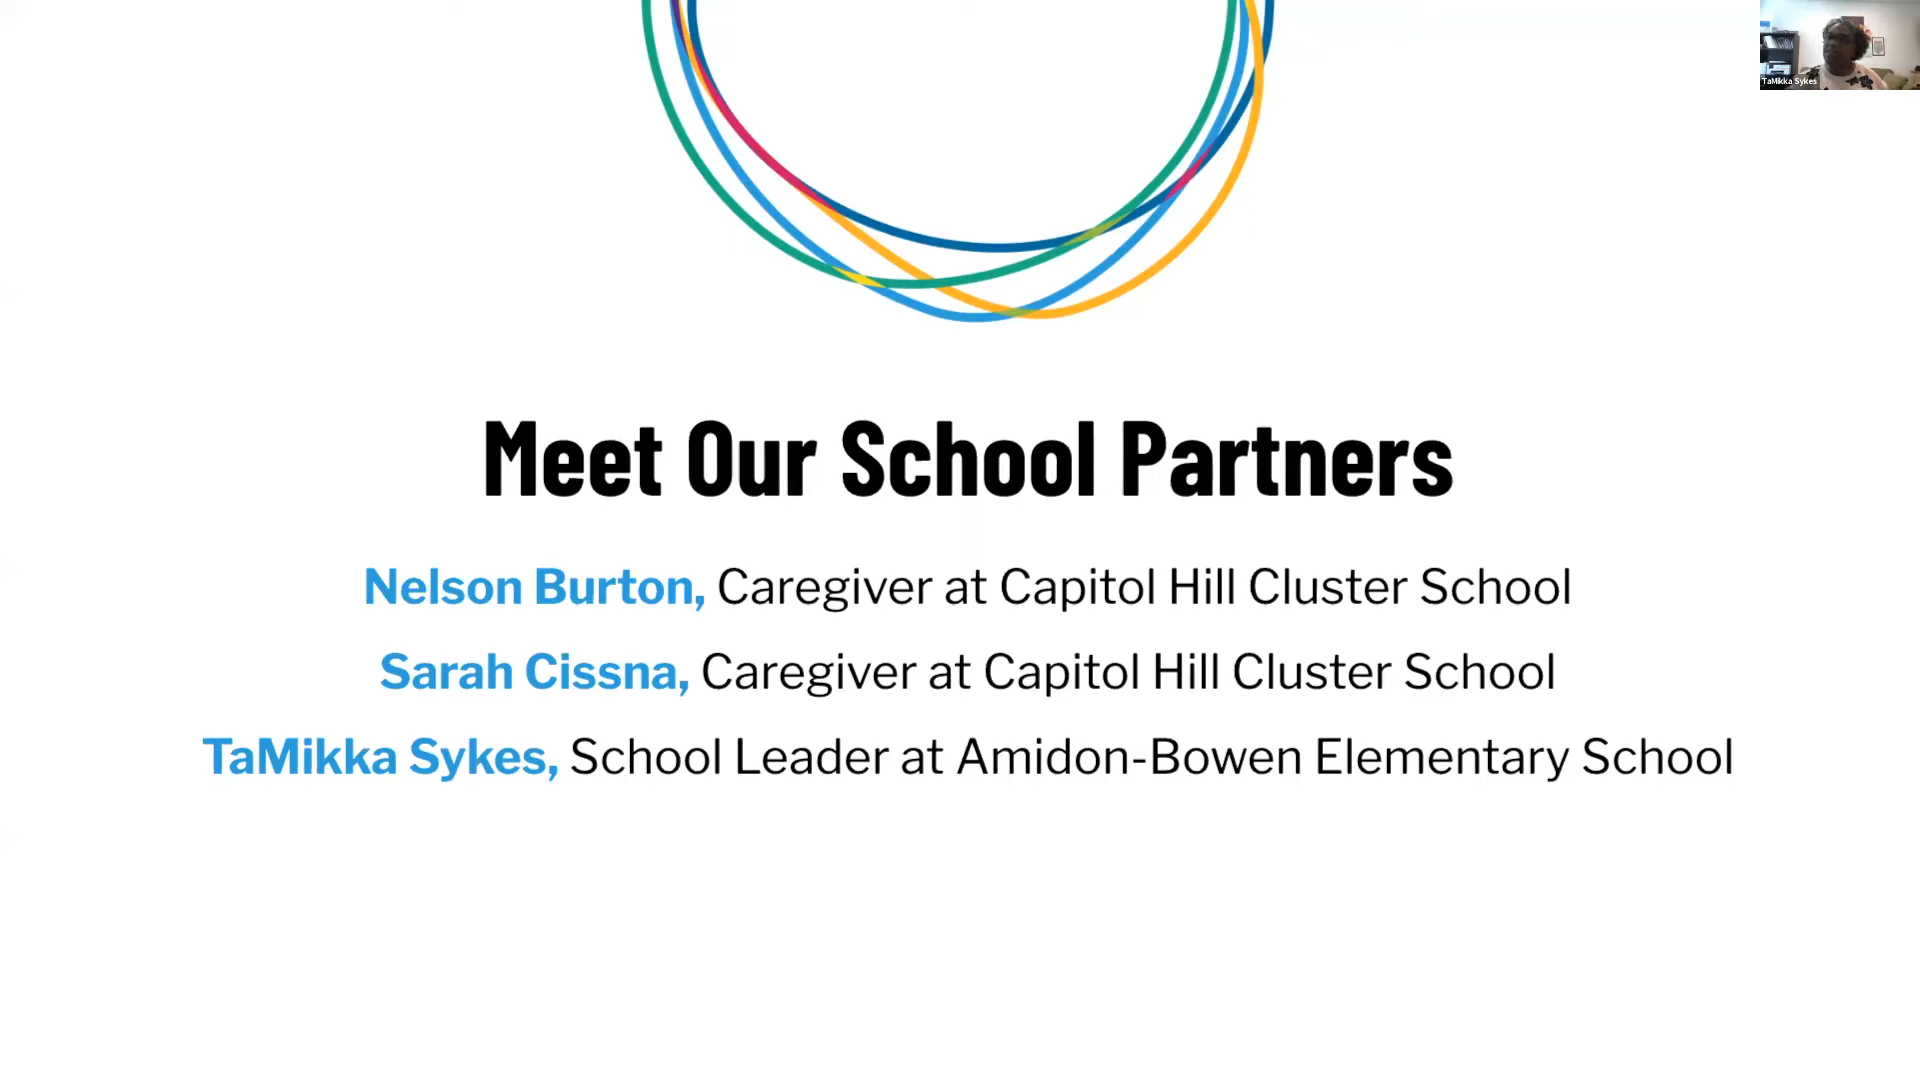 TaMikka Sykes
Meet Our School Partners
Nelson Burton, Caregiver at Capitol Hill Cluster School
Sarah Cissna, Caregiver at Capitol Hill Cluster School
TaMikka Sykes, School Leader at Amidon-Bowen Elementary School